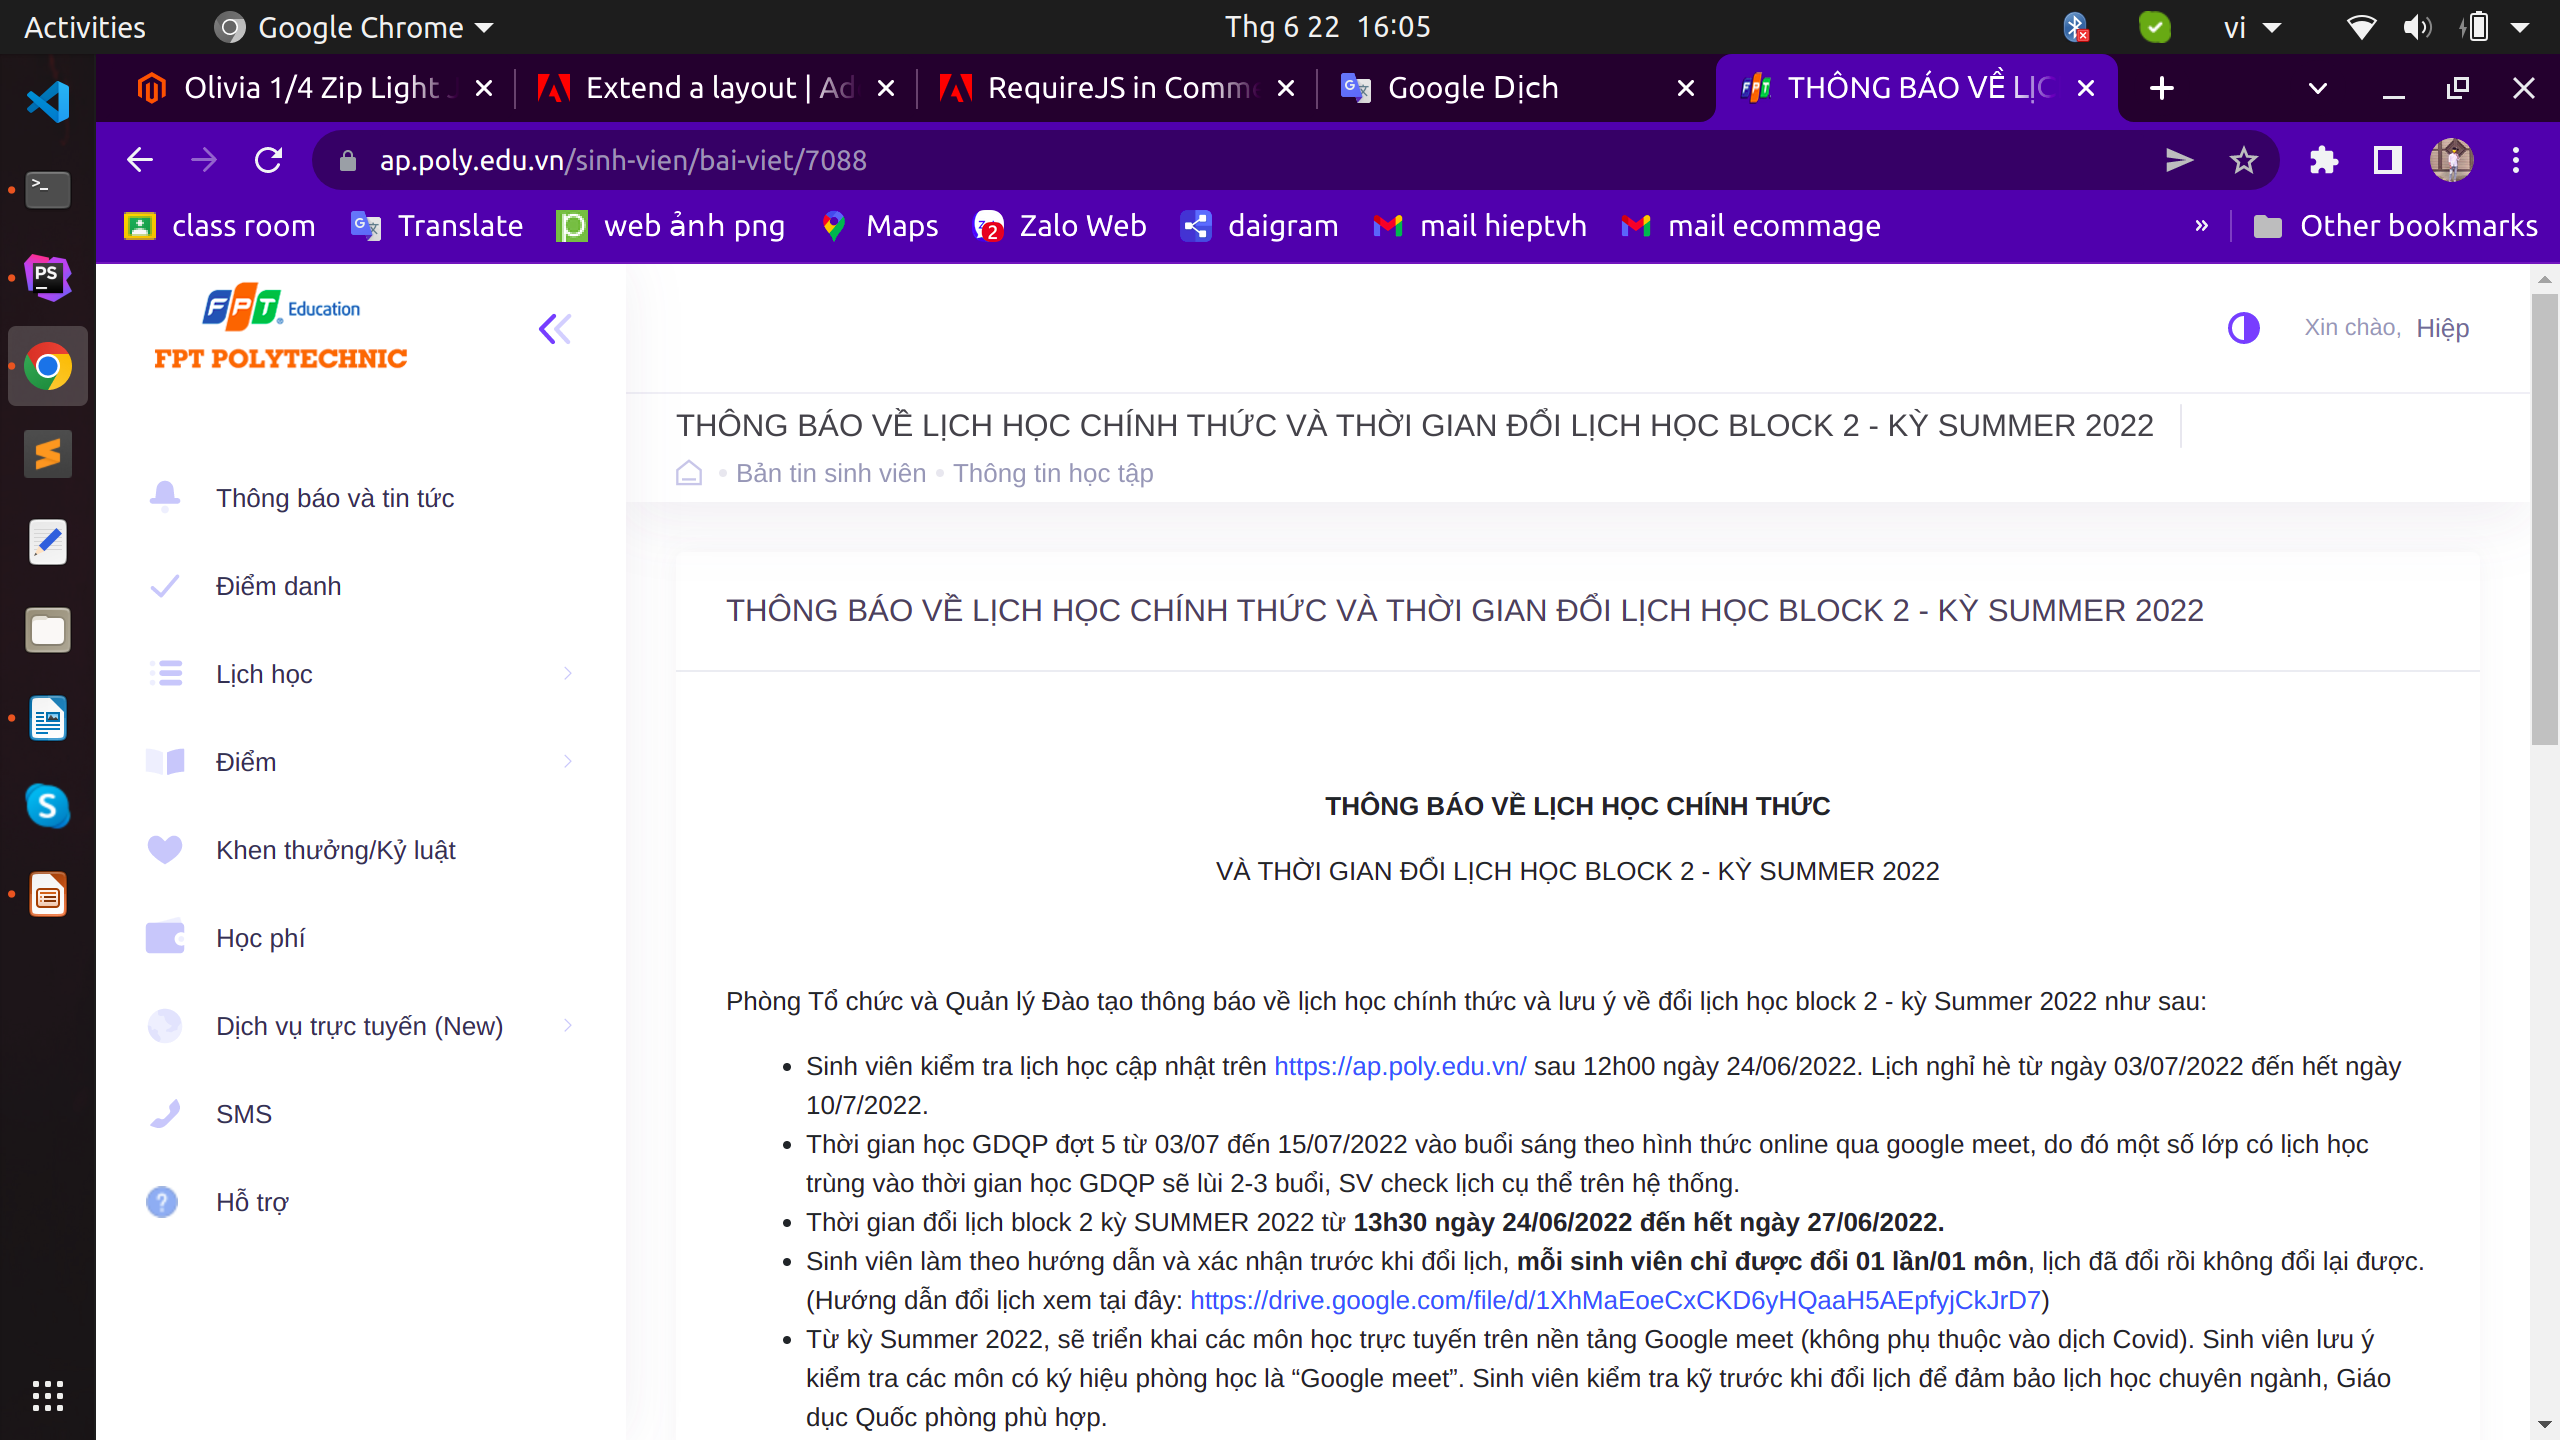 Activities
Google Chrome
Thg 6 22 16:05
vi
Olivia 1/4 Zip Light
Extend a layout | Ad
RequireJS in Comme
Google Dịch
THÔNG BÁO VỀ LỊC
ap.poly.edu.vn/sinh-vien/bai-viet/7088
class room
Translate
web ảnh png
Maps
Zalo Web
daigram
mail hieptvh
mail ecommage
»
Other bookmarks
FPT Education
FPT POLYTECHNIC
Xin chào, Hiệp
Thông báo và tin tức
Điểm danh
Lịch học
Điểm
Khen thưởng/Kỷ luật
Học phí
Dịch vụ trực tuyến (New)
SMS
Hỗ trợ
THÔNG BÁO VỀ LỊCH HỌC CHÍNH THỨC VÀ THỜI GIAN ĐỔI LỊCH HỌC BLOCK 2 - KỲ SUMMER 2022
• Bản tin sinh viên • Thông tin học tập
THÔNG BÁO VỀ LỊCH HỌC CHÍNH THỨC VÀ THỜI GIAN ĐỔI LỊCH HỌC BLOCK 2 - KỲ SUMMER 2022
THÔNG BÁO VỀ LỊCH HỌC CHÍNH THỨC
VÀ THỜI GIAN ĐỔI LỊCH HỌC BLOCK 2 - KỲ SUMMER 2022
Phòng Tổ chức và Quản lý Đào tạo thông báo về lịch học chính thức và lưu ý về đổi lịch học block 2 - kỳ Summer 2022 như sau:
• Sinh viên kiểm tra lịch học cập nhật trên https://ap.poly.edu.vn/ sau 12h00 ngày 24/06/2022. Lịch nghỉ hè từ ngày 03/07/2022 đến hết ngày
10/7/2022.
• Thời gian học GDQP đợt 5 từ 03/07 đến 15/07/2022 vào buổi sáng theo hình thức online qua google meet, do đó một số lớp có lịch học
trùng vào thời gian học GDQP sẽ lùi 2-3 buổi, SV check lịch cụ thể trên hệ thống.
• Thời gian đổi lịch block 2 kỳ SUMMER 2022 từ 13h30 ngày 24/06/2022 đến hết ngày 27/06/2022.
• Sinh viên làm theo hướng dẫn và xác nhận trước khi đổi lịch, mỗi sinh viên chỉ được đổi 01 lần/01 môn, lịch đã đổi rồi không đổi lại được.
(Hướng dẫn đổi lịch xem tại đây: https://drive.google.com/file/d/1XhMaEoeCxCKD6yHQaaH5AEpfyjCkJrD7)
• Từ kỳ Summer 2022, sẽ triển khai các môn học trực tuyến trên nền tảng Google meet (không phụ thuộc vào dịch Covid). Sinh viên lưu ý
kiểm tra các môn có ký hiệu phòng học là “Google meet”. Sinh viên kiểm tra kỹ trước khi đổi lịch để đảm bảo lịch học chuyên ngành, Giáo
dục Quốc phòng phù hợp.